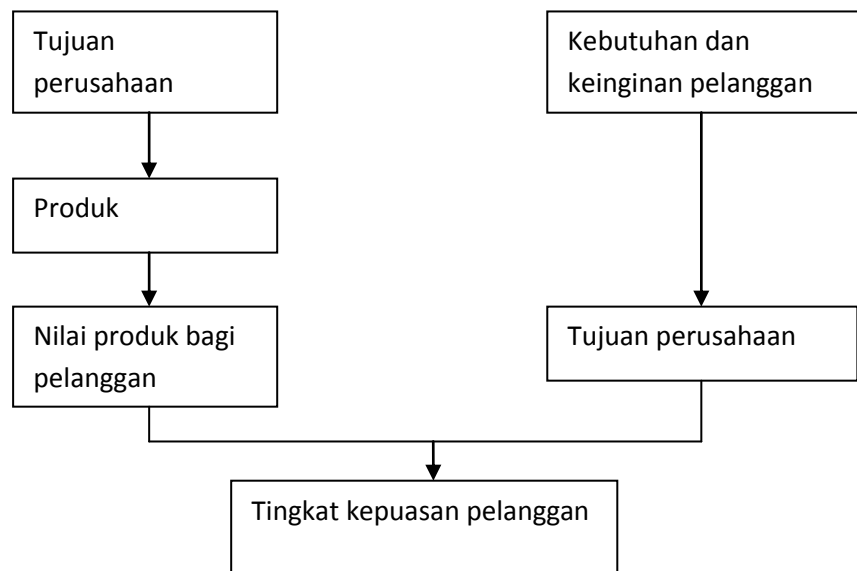 Tujuan
perusahaan
Kebutuhan dan
keinginan pelanggan
Produk
Nilai produk bagi
pelanggan
Tujuan perusahaan
Tingkat kepuasan pelanggan